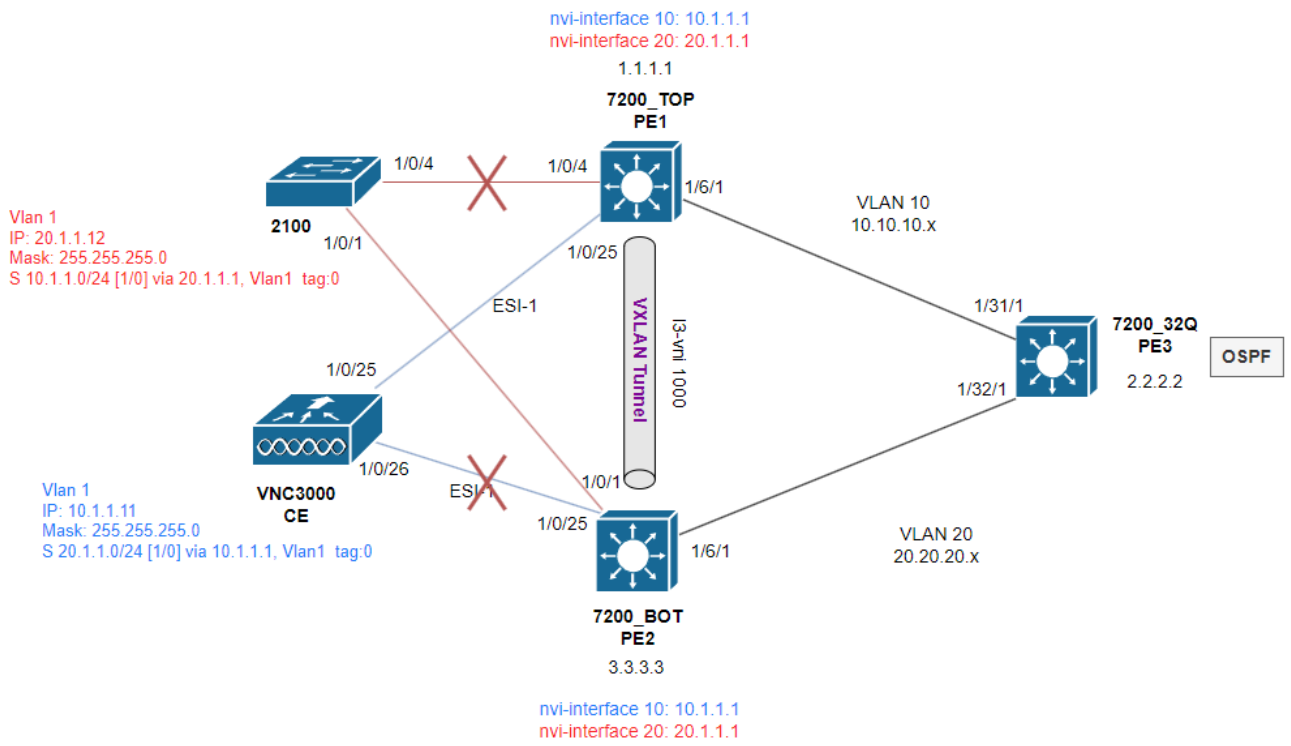 nvi-interface 10: 10.1.1.1
nvi-interface 20: 20.1.1.1
1.1.1.1
7200_TOP
PE1
1/0/4
1/0/4
1/6/1
VLAN 10
10.10.10.x
2100
Vlan 1
IP: 20.1.1.12
Mask: 255.255.255.0
S 10.1.1.0/24 [1/0] via 20.1.1.1, Vlan1 tag:0
1/0/1
1/0/25
ESI-1
VXLAN Tunnel
l3-vni 1000
1/31/1
7200_32Q
PE3
OSPF
2.2.2.2
1/32/1
1/0/25
1/0/26
VNC3000
CE
Vlan 1
IP: 10.1.1.11
Mask: 255.255.255.0
S 20.1.1.0/24 [1/0] via 10.1.1.1, Vlan1 tag:0
ESI-1
1/0/1
1/0/25
1/6/1
VLAN 20
20.20.20.x
7200_BOT
PE2
3.3.3.3
nvi-interface 10: 10.1.1.1
nvi-interface 20: 20.1.1.1